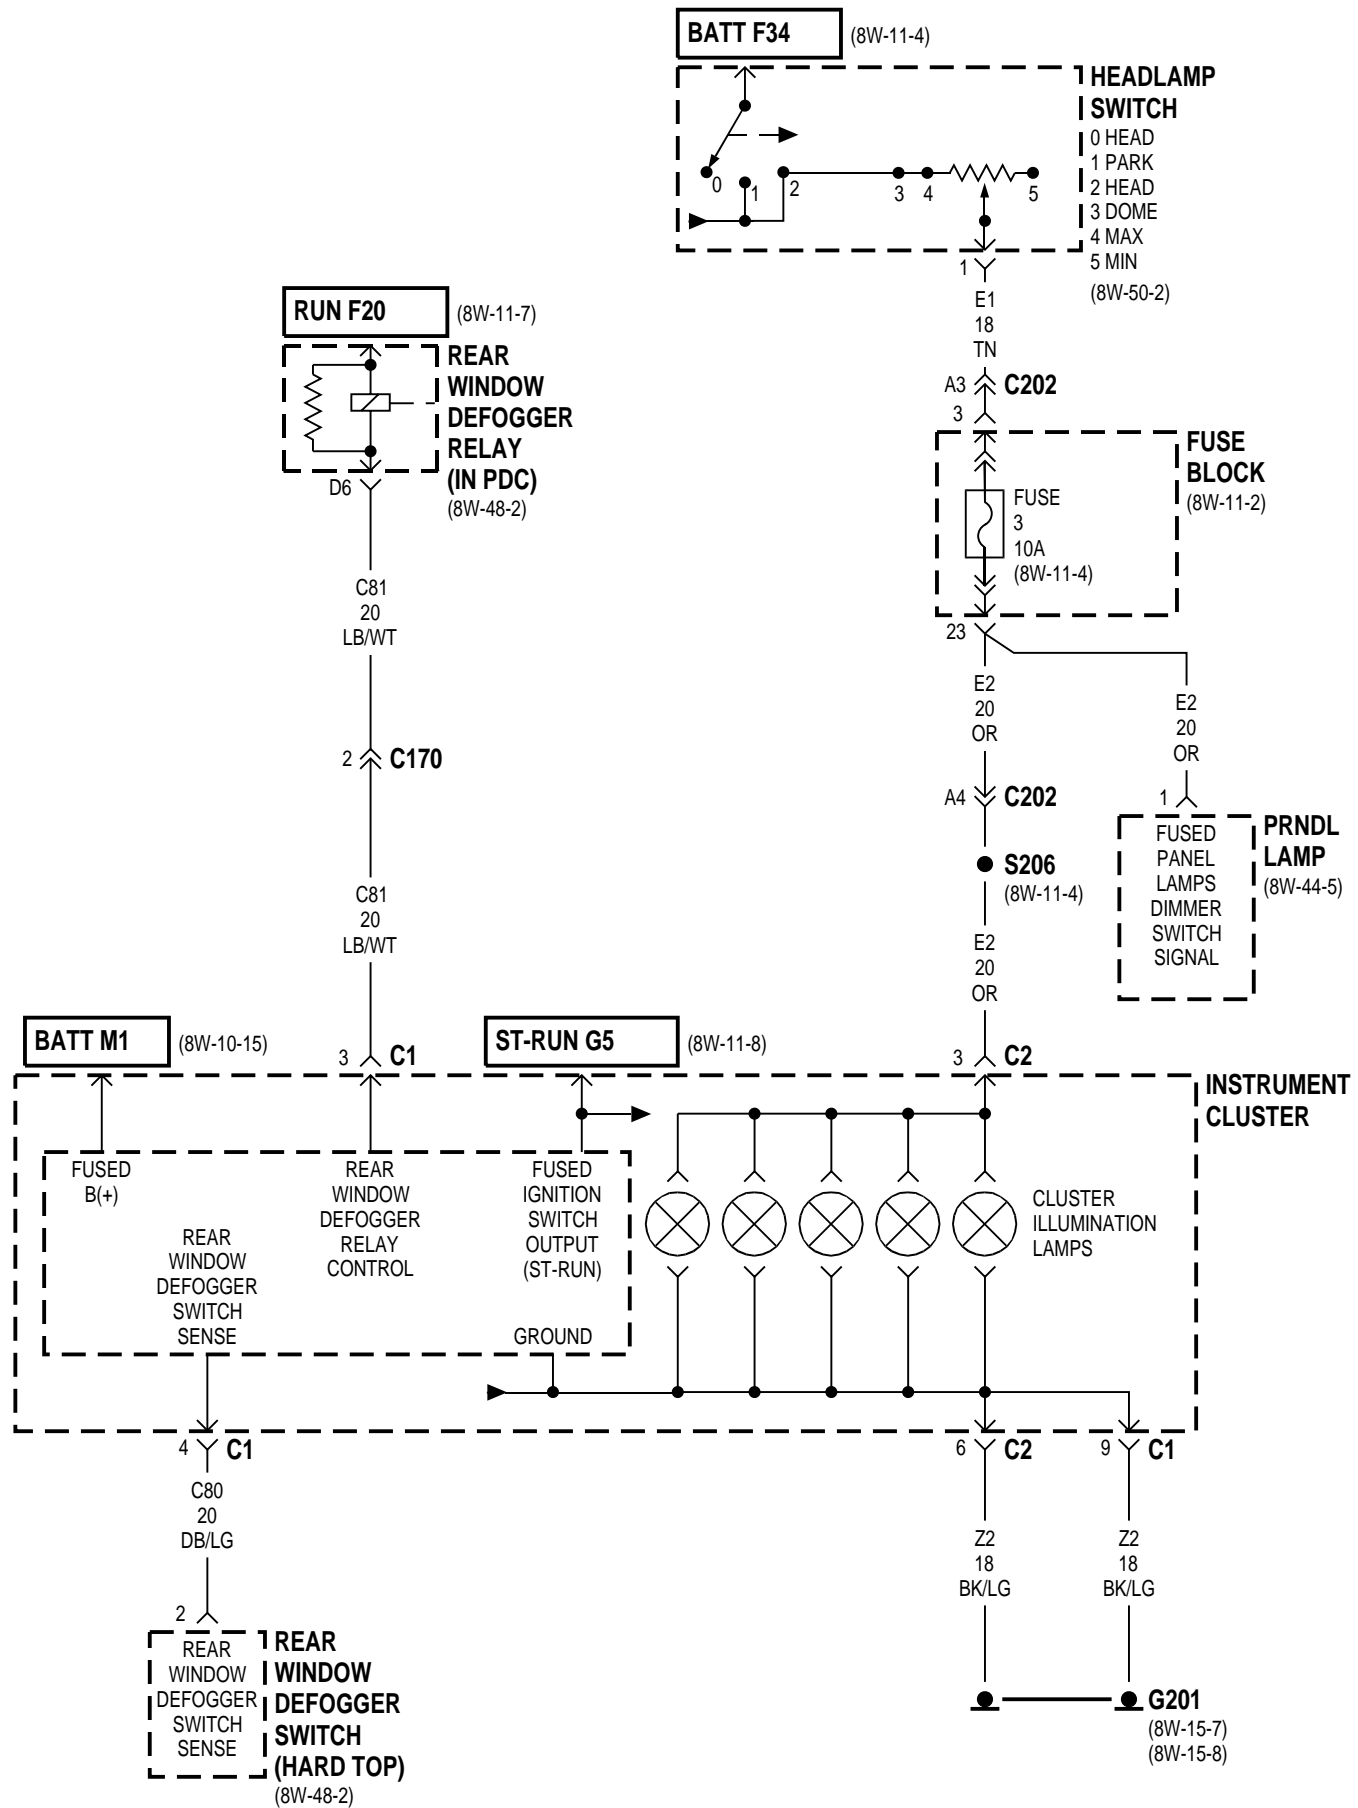 BATT F34
(8W-11-4)
HEADLAMP
SWITCH
0 HEAD
1 PARK
2 HEAD
3 DOME
4 MAX
5 MIN
(8W-50-2)
0
1
2
3
4
5
1
E1
18
TN
A3
C202
3
RUN F20
(8W-11-7)
REAR
WINDOW
DEFOGGER
RELAY
(IN PDC)
(8W-48-2)
D6
FUSE
BLOCK
(8W-11-2)
FUSE
3
10A
(8W-11-4)
23
C81
20
LB/WT
E2
20
OR
E2
20
OR
2
C170
A4
C202
1
PRNDL
LAMP
(8W-44-5)
FUSED
PANEL
LAMPS
DIMMER
SWITCH
SIGNAL
S206
(8W-11-4)
C81
20
LB/WT
E2
20
OR
BATT M1
(8W-10-15)
3
C1
ST-RUN G5
(8W-11-8)
3
C2
INSTRUMENT
CLUSTER
FUSED
B(+)
REAR
WINDOW
DEFOGGER
RELAY
CONTROL
FUSED
IGNITION
SWITCH
OUTPUT
(ST-RUN)
REAR
WINDOW
DEFOGGER
SWITCH
SENSE
GROUND
CLUSTER
ILLUMINATION
LAMPS
4
C1
6
C2
9
C1
C80
20
DB/LG
Z2
18
BK/LG
Z2
18
BK/LG
2
REAR
WINDOW
DEFOGGER
SWITCH
SENSE
REAR
WINDOW
DEFOGGER
SWITCH
(HARD TOP)
(8W-48-2)
G201
(8W-15-7)
(8W-15-8)